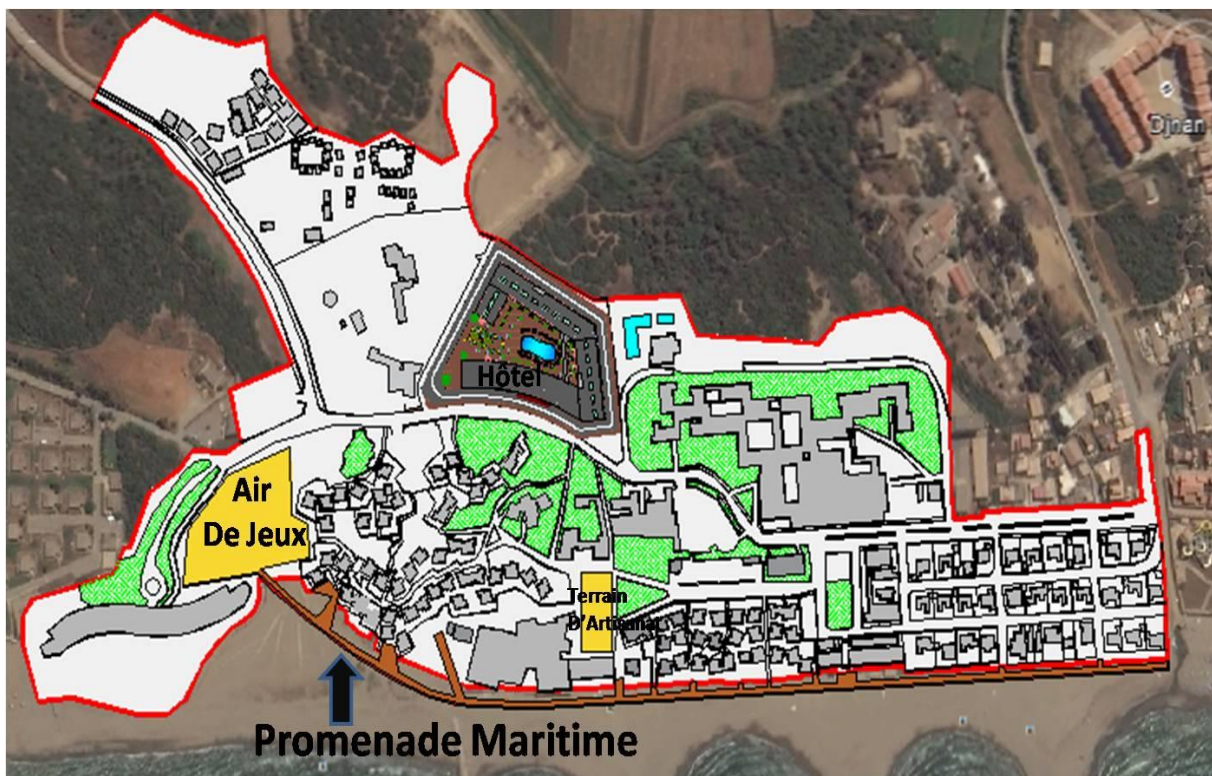 Djnan
Hôtel
Air
De Jeux
Terrain
D'Artisanat
Promenade Maritime